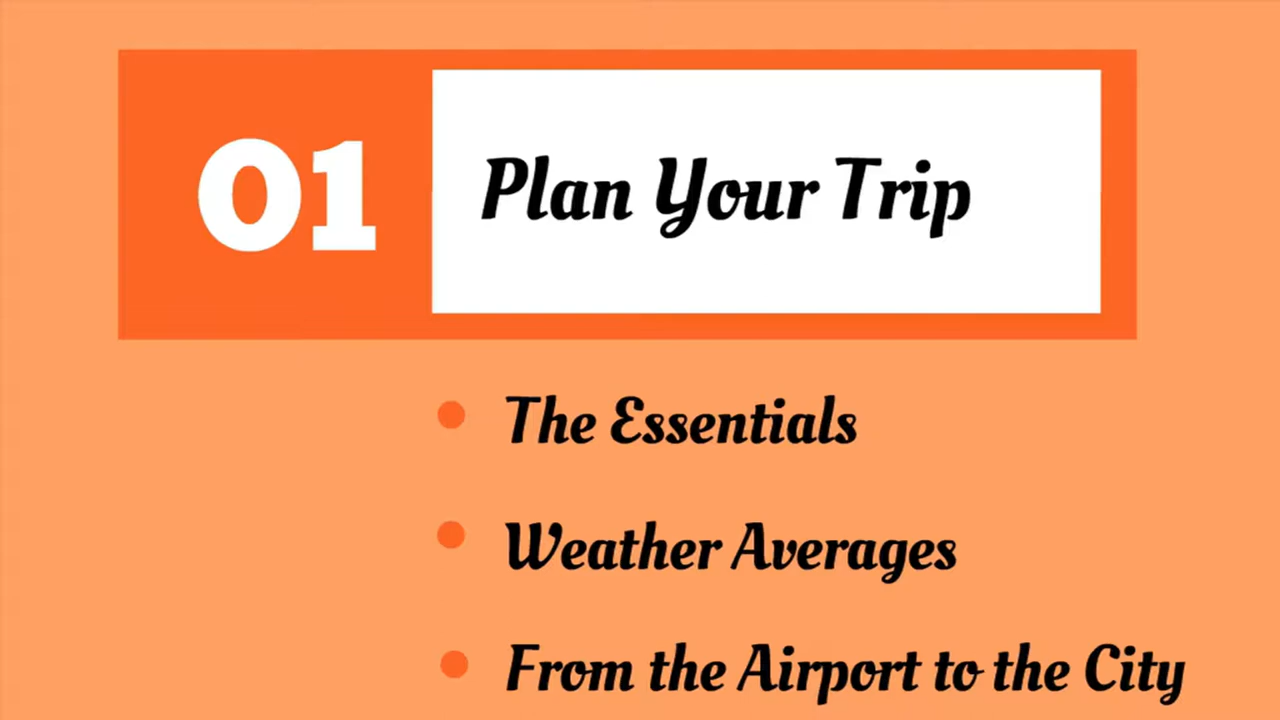 01
Plan Your Trip
The Essentials
Weather Averages
From the Airport to the City